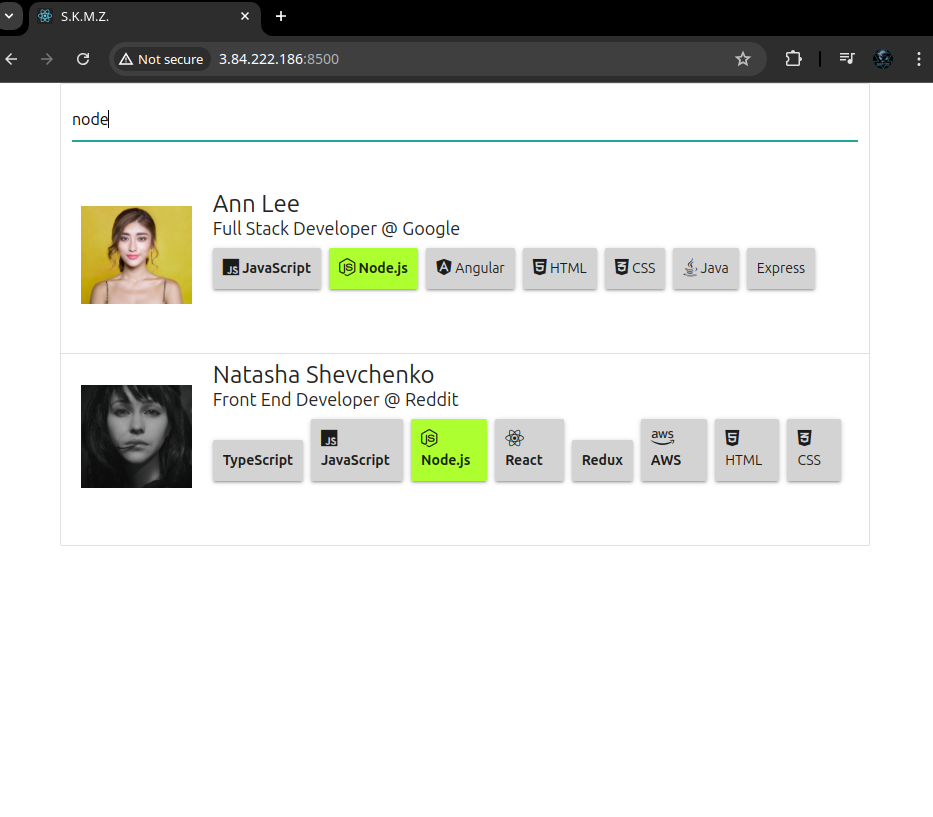 S.K.M.Z.
Not secure 3.84.222.186:8500
node
Ann Lee
Full Stack Developer @ Google
JS JavaScript JS Node.js Angular HTML CSS Java Express
Natasha Shevchenko
Front End Developer @ Reddit
JS JS aws
TypeScript JavaScript Node.js React Redux AWS HTML CSS